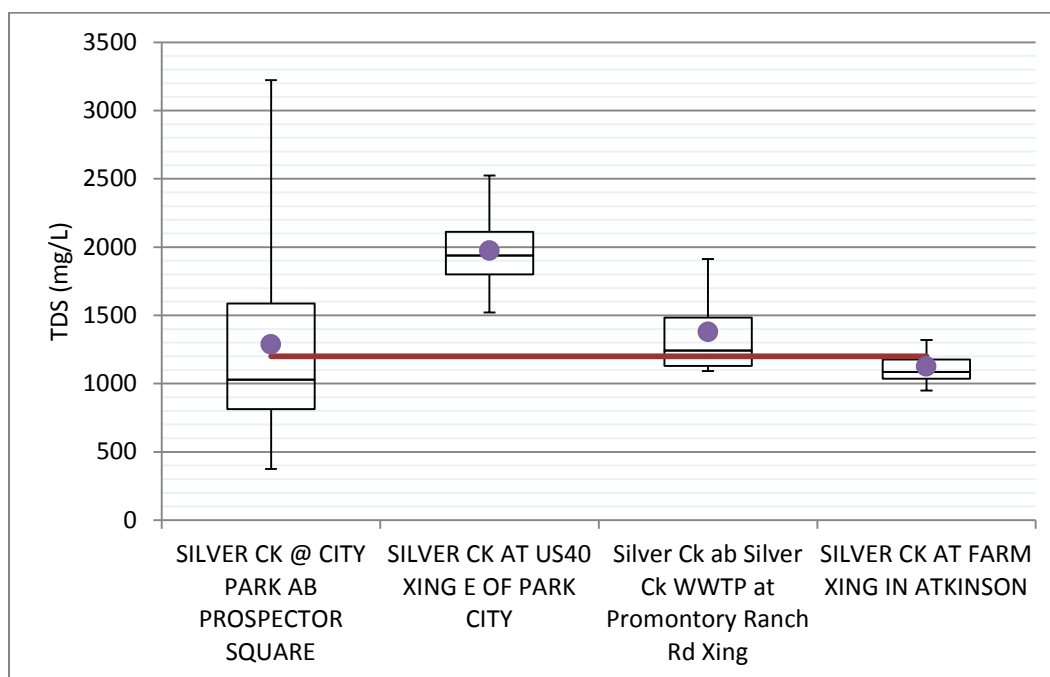 3500
3000
2500
2000
1500
1000
500
0
TDS (mg/L)
SILVER CK @ CITY
PARK AB
PROSPECTOR
SQUARE
SILVER CK AT US40
XING E OF PARK
CITY
Silver Ck ab Silver
Ck WWTP at
Promontory Ranch
Rd Xing
SILVER CK AT FARM
XING IN ATKINSON